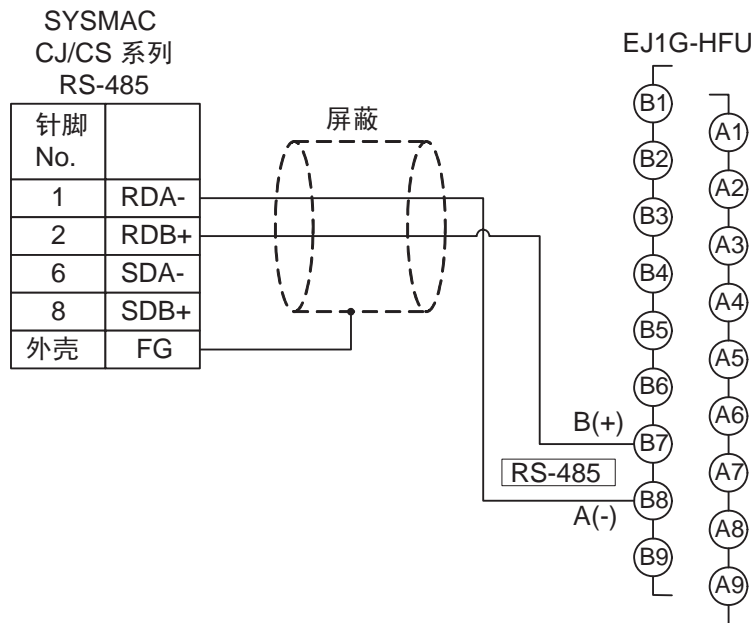 SYSMAC
CJ/CS 系列
RS-485
针脚
No.
1 RDA-
2 RDB+
6 SDA-
8 SDB+
外壳 FG
屏蔽
B(+)
RS-485
A(-)
EJ1G-HFU
B1
B2
B3
B4
B5
B6
B7
B8
B9
A1
A2
A3
A4
A5
A6
A7
A8
A9